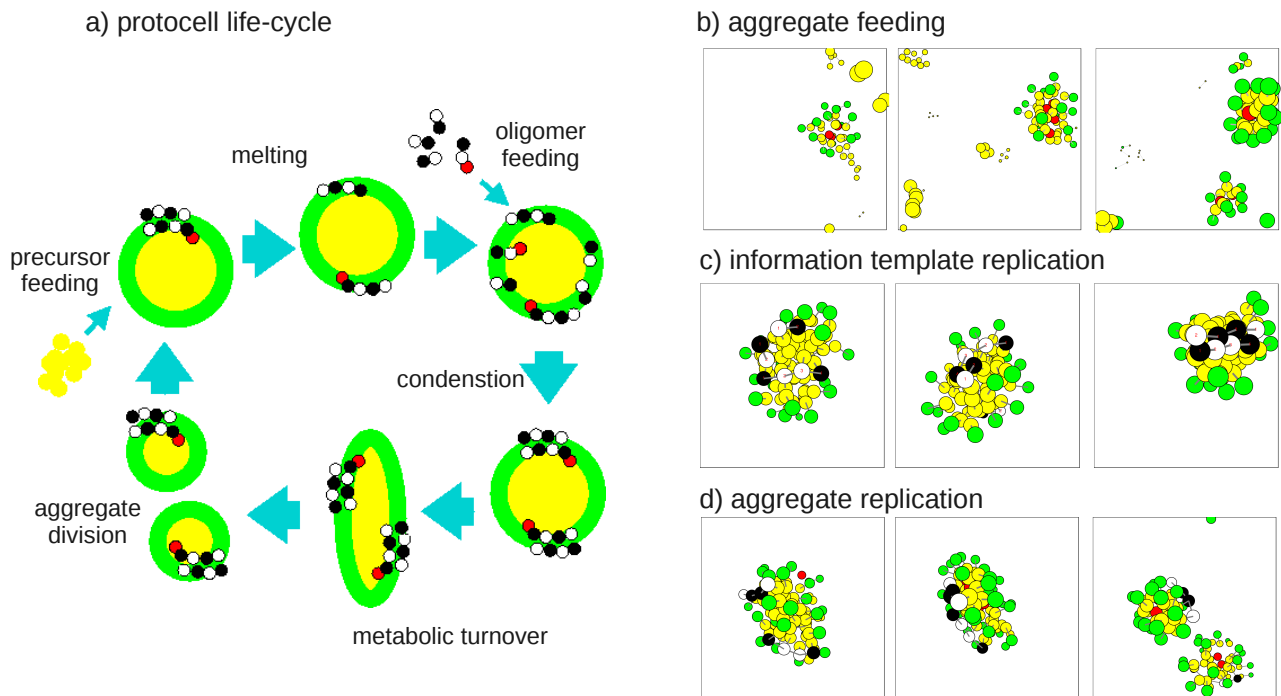 a) protocell life-cycle
melting
oligomer
feeding
precursor
feeding
condenstion
aggregate
division
metabolic turnover
b) aggregate feeding
c) information template replication
d) aggregate replication